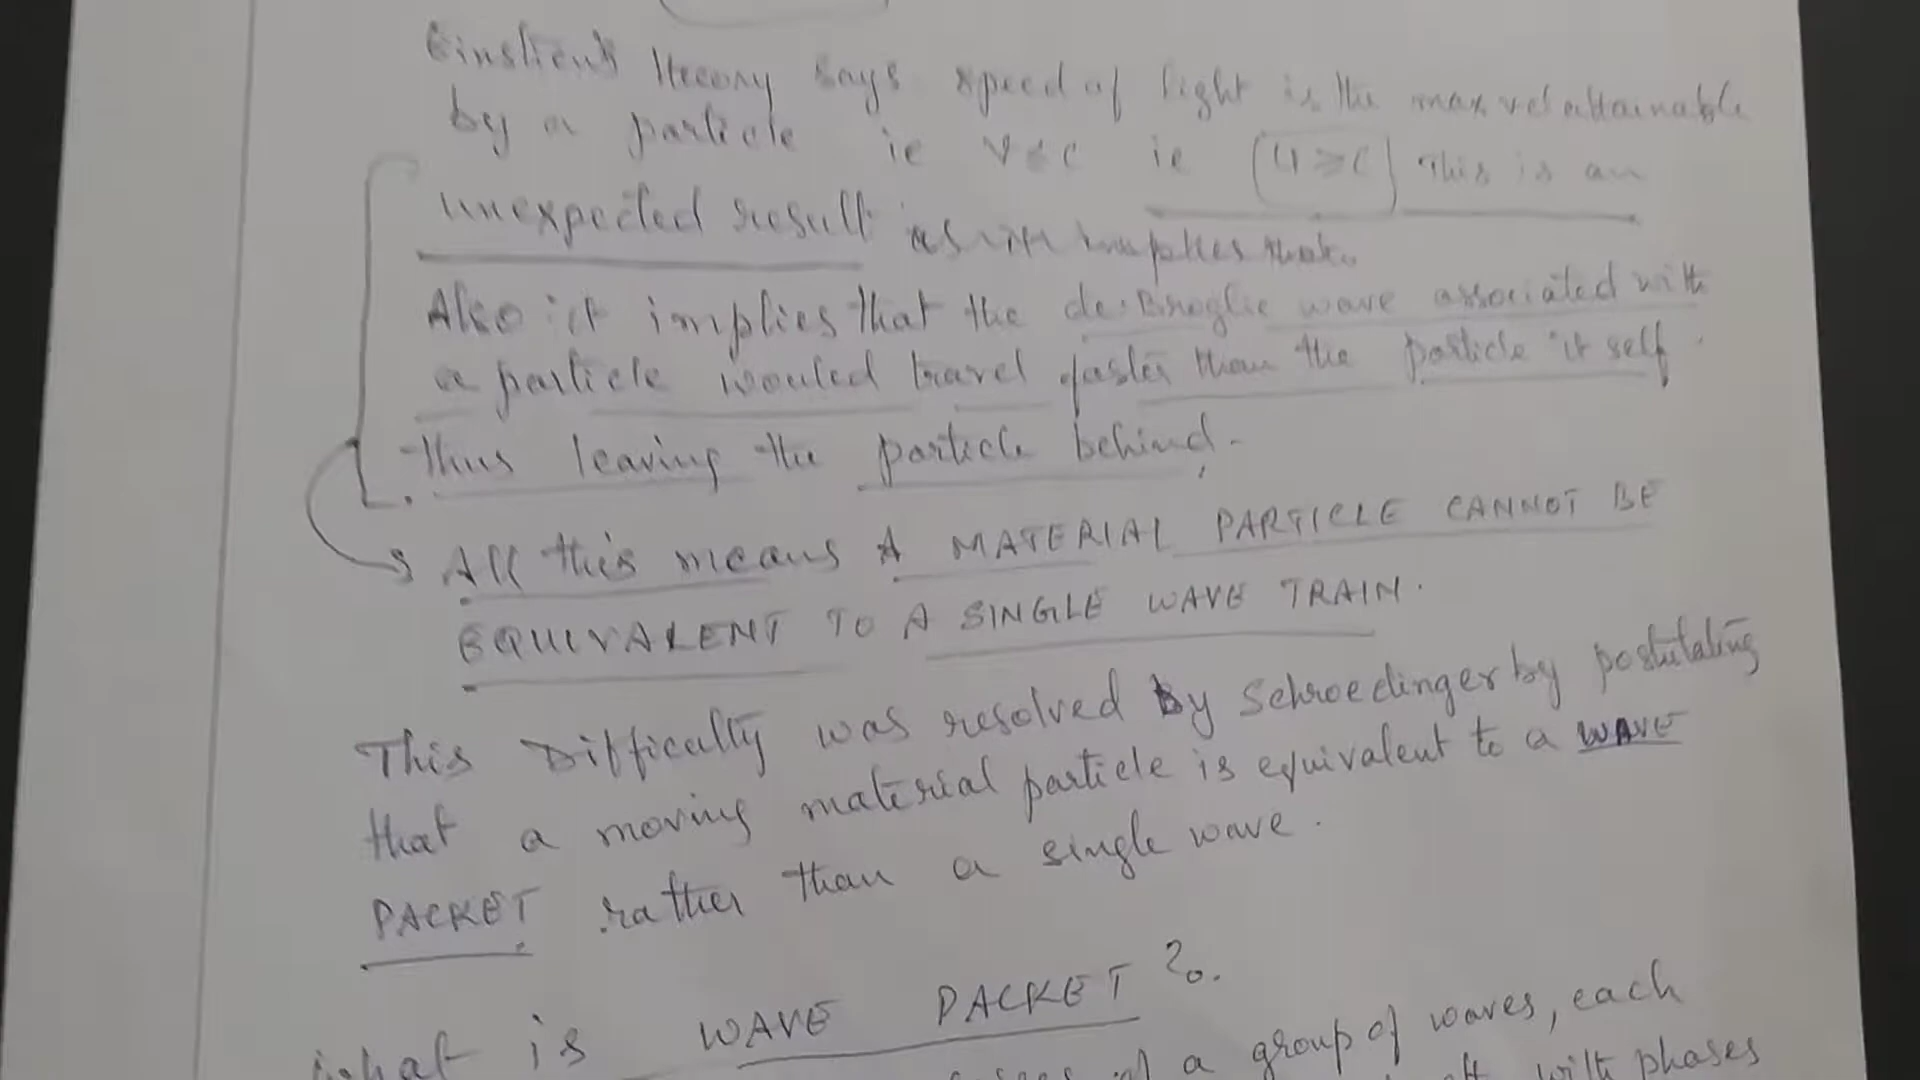 Einstien's theory says speed of light is the max vel attainable
by a particle ie v<c ie (u>c) This is an
unexpected result as it implies that.
Also it implies that the de-Broglie wave associated with
a particle would travel faster than the particle it self.
Thus leaving the particle behind.
All this means A MATERIAL PARTICLE CANNOT BE
EQUIVALENT TO A SINGLE WAVE TRAIN.
This Difficulty was resolved by Schroedinger by postulating
that a moving material particle is equivalent to a WAVE
PACKET rather than a single wave.
What is WAVE PACKET ?
of a group of waves, each
with phases